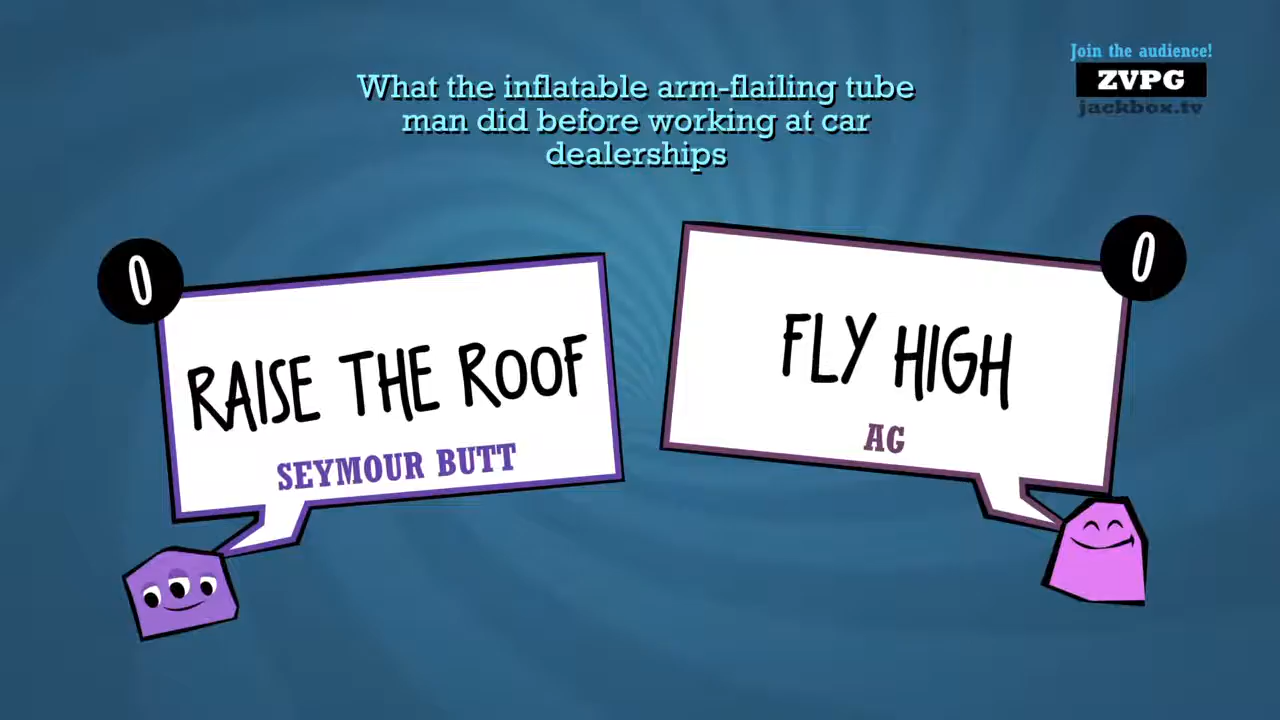 Join the audience!
ZVPG
jackbox.tv
What the inflatable arm-flailing tube
man did before working at car
dealerships
0
RAISE THE ROOF
SEYMOUR BUTT
0
FLY HIGH
AG